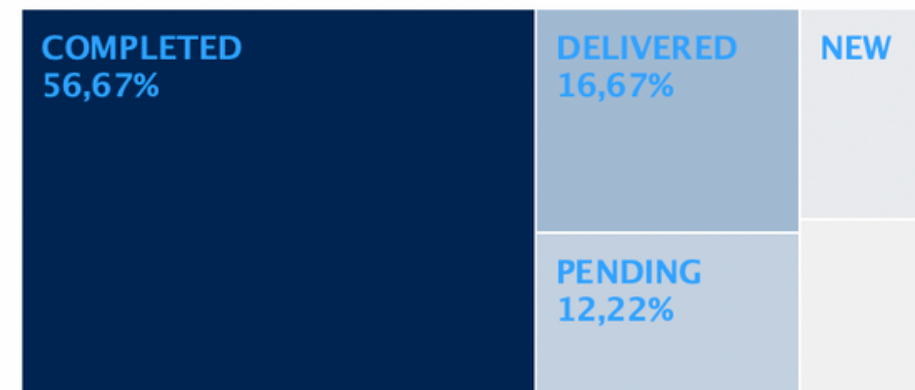 COMPLETED
56,67%
DELIVERED
16,67%
NEW
PENDING
12,22%